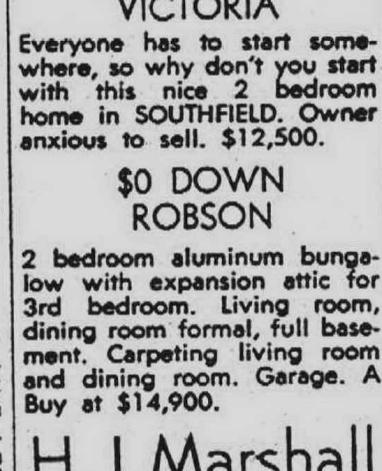 VICTORIA
Everyone has to start some-
where, so why don't you start
with this nice 2 bedroom
home in SOUTHFIELD. Owner
anxious to sell. $12,500.
$0 DOWN
ROBSON
2 bedroom aluminum bunga-
low with expansion attic for
3rd bedroom. Living room,
dining room formal, full base-
ment. Carpeting living room
and dining room. Garage. A
Buy at $14,900.
H J Marshall